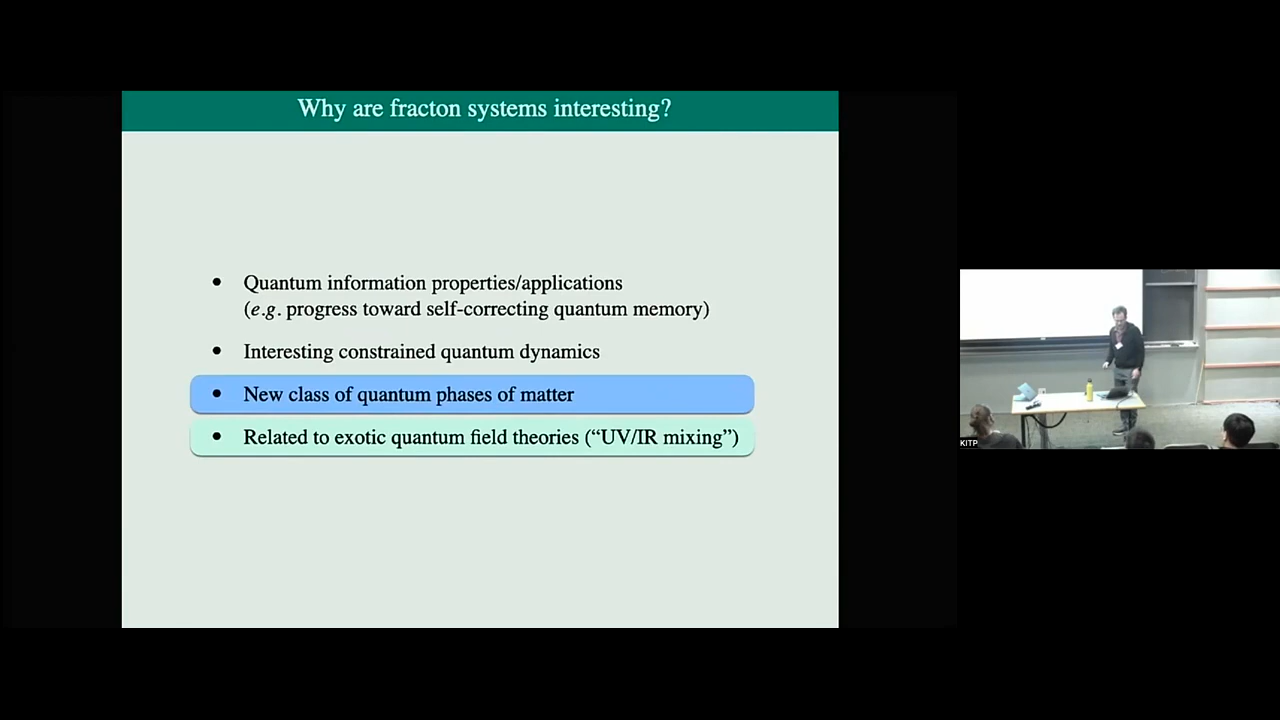 Why are fracton systems interesting?
• Quantum information properties/applications
(e.g. progress toward self-correcting quantum memory)
• Interesting constrained quantum dynamics
• New class of quantum phases of matter
• Related to exotic quantum field theories (“UV/IR mixing”)
KITP